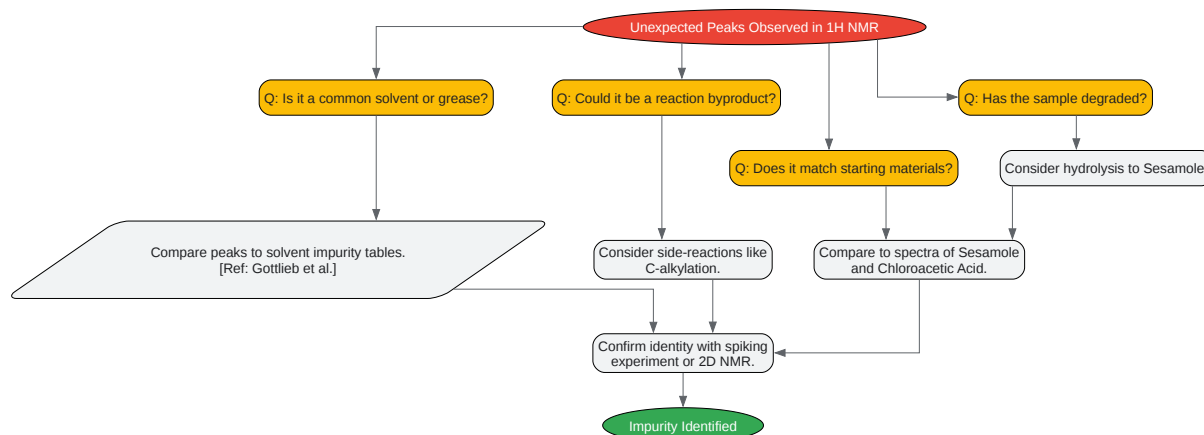 Unexpected Peaks Observed in 1H NMR
Q: Is it a common solvent or grease?
Q: Could it be a reaction byproduct?
Q: Has the sample degraded?
Q: Does it match starting materials?
Consider hydrolysis to Sesamole
Compare peaks to solvent impurity tables.
[Ref: Gottlieb et al.]
Consider side-reactions like
C-alkylation.
Compare to spectra of Sesamole
and Chloroacetic Acid.
Confirm identity with spiking
experiment or 2D NMR.
Impurity Identified